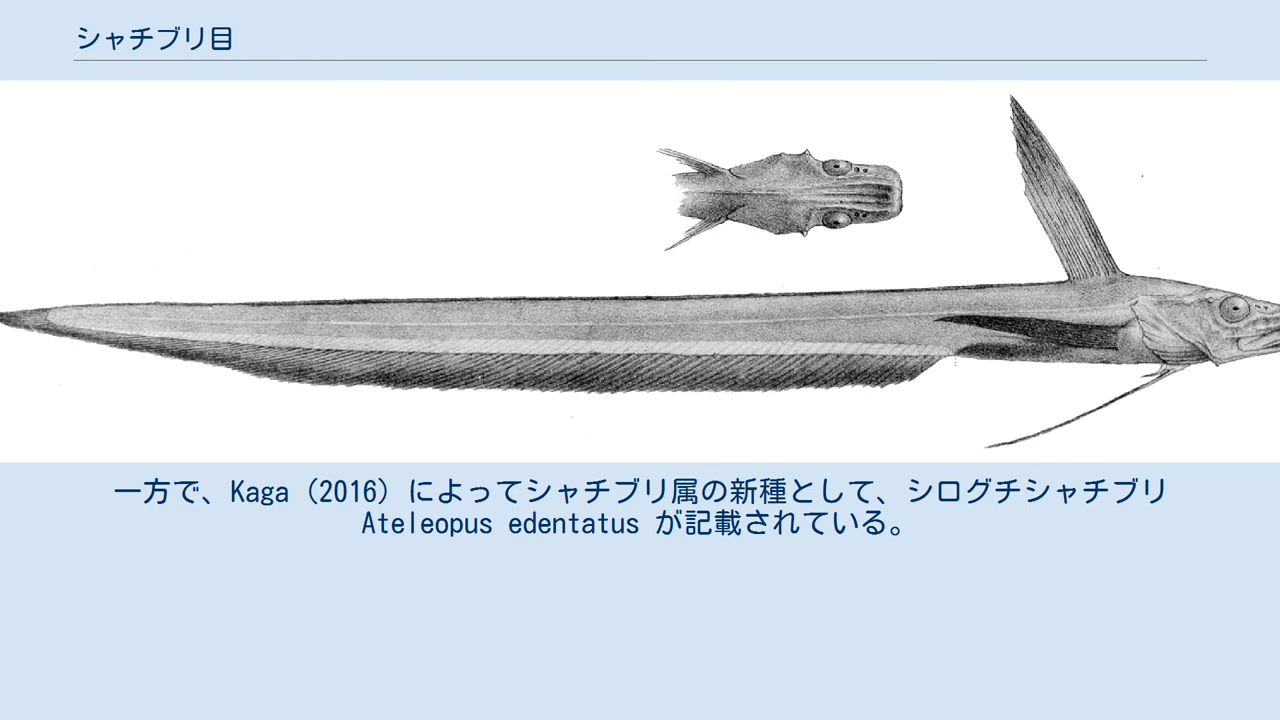 シャチブリ目
一方で、Kaga（2016）によってシャチブリ属の新種として、シログチシャチブリ
Ateleopus edentatus が記載されている。